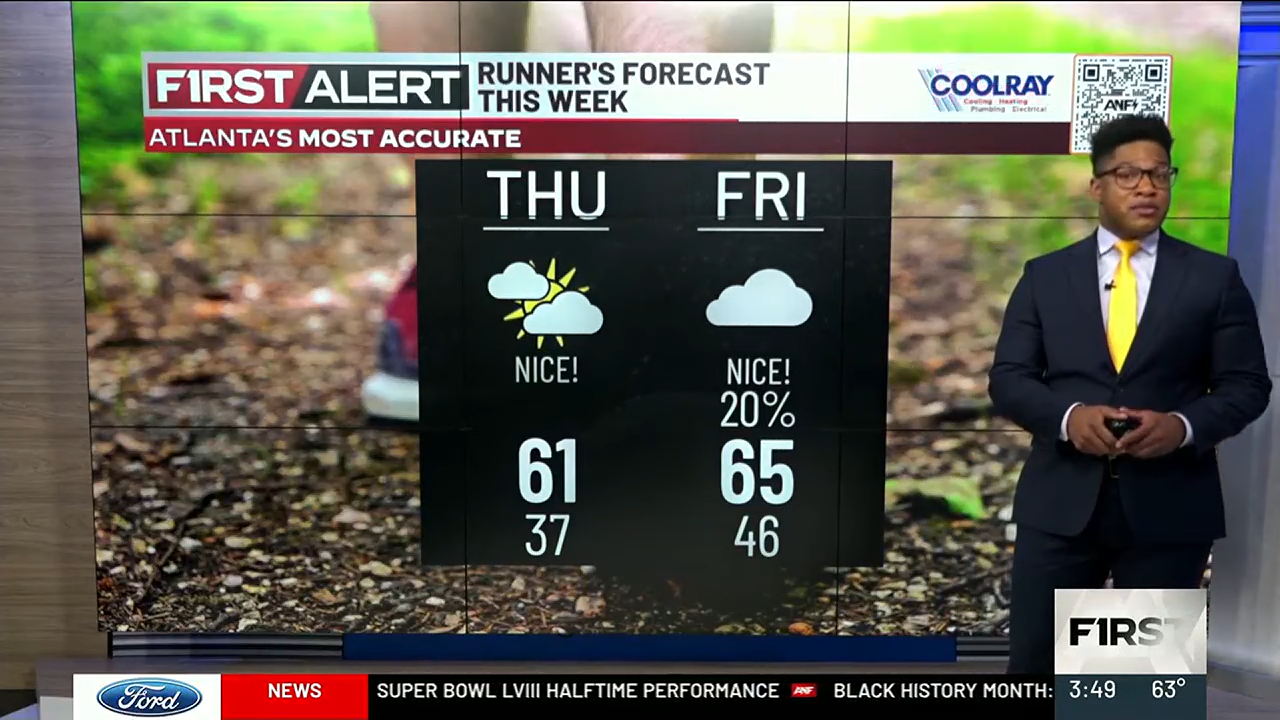 F1RST ALERT
RUNNER'S FORECAST
THIS WEEK
COOLRAY
Cooling · Heating
Plumbing · Electrical
ANF
ATLANTA'S MOST ACCURATE
THU FRI
NICE! NICE!
20%
61 65
37 46
F1RST
Ford
NEWS
SUPER BOWL LVIII HALFTIME PERFORMANCE ANF BLACK HISTORY MONTH:
3:49 63°